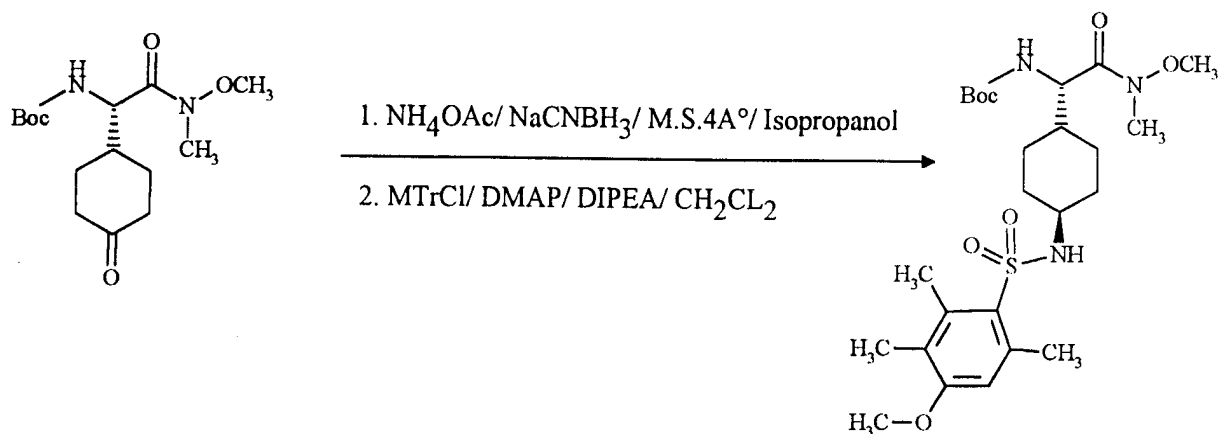 O
H
N
N
OCH3
Boc
CH3
O
1. NH4OAc/ NaCNBH3/ M.S.4A°/ Isopropanol
2. MTrCl/ DMAP/ DIPEA/ CH2CL2
O
H
N
N
OCH3
Boc
CH3
O
O
S
NH
H3C
H3C
CH3
H3C
O